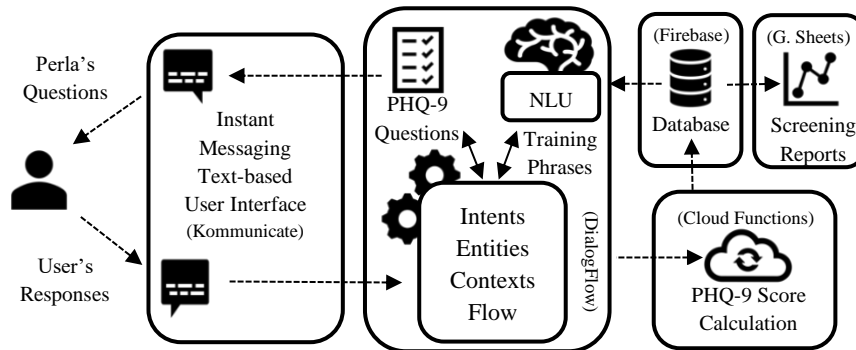 Perla's
Questions
User's
Responses
Instant
Messaging
Text-based
User Interface
(Kommunicate)
PHQ-9
Questions
NLU
Training
Phrases
Intents
Entities
Contexts
Flow
(DialogFlow)
(Firebase)
Database
(G. Sheets)
Screening
Reports
(Cloud Functions)
PHQ-9 Score
Calculation